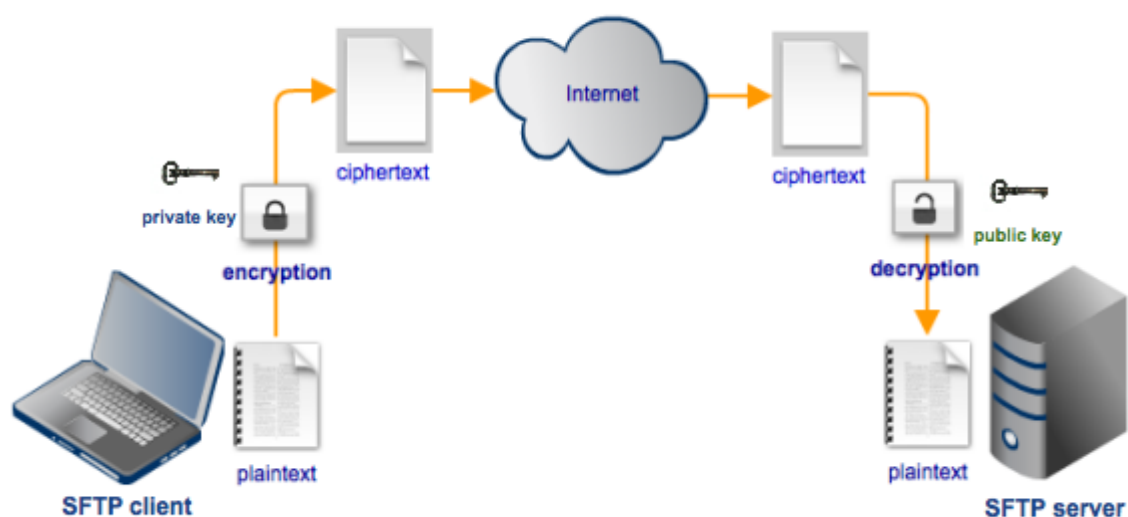 Internet
ciphertext
ciphertext
private key
public key
encryption
decryption
plaintext
plaintext
SFTP client
SFTP server